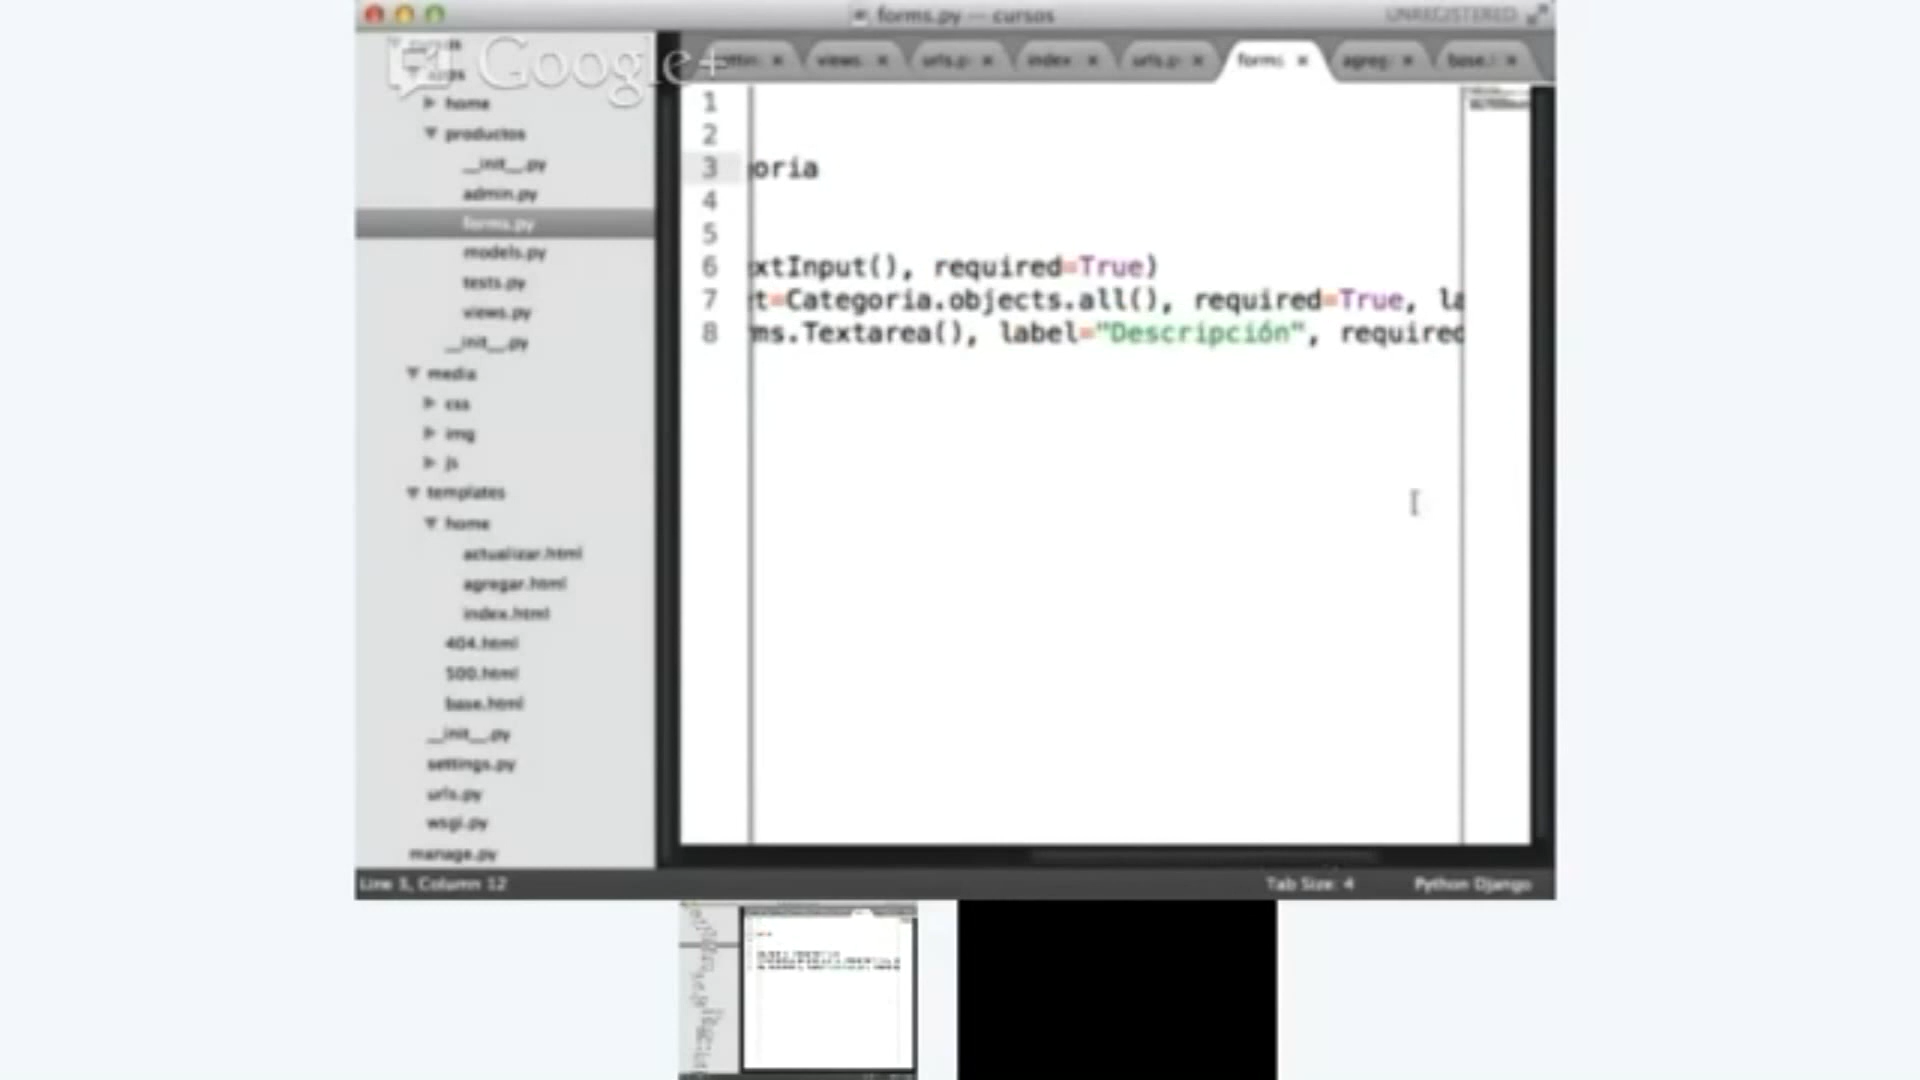 forms.py — cursos
UNREGISTERED
Google+
views
urls.p
index
urls.p
forms
agreg
base.
home
productos
__init__.py
admin.py
forms.py
models.py
tests.py
views.py
__init__.py
media
css
img
js
templates
home
actualizar.html
agregar.html
index.html
404.html
500.html
base.html
__init__.py
settings.py
urls.py
wsgi.py
manage.py
1
2
3 oria
4
5
6 xtInput(), required=True)
7 t=Categoria.objects.all(), required=True, la
8 ms.Textarea(), label="Descripción", required
Line 3, Column 12
Tab Size: 4
Python Django